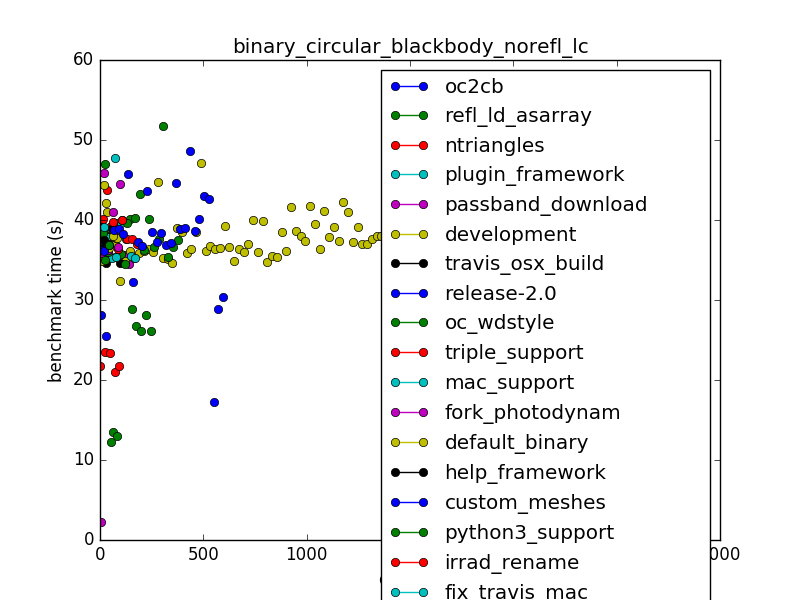 binary_circular_blackbody_norefl_lc
60
50
40
30
20
10
0
benchmark time (s)
0
500
1000
000
oc2cb
refl_ld_asarray
ntriangles
plugin_framework
passband_download
development
travis_osx_build
release-2.0
oc_wdstyle
triple_support
mac_support
fork_photodynam
default_binary
help_framework
custom_meshes
python3_support
irrad_rename
fix_travis_mac